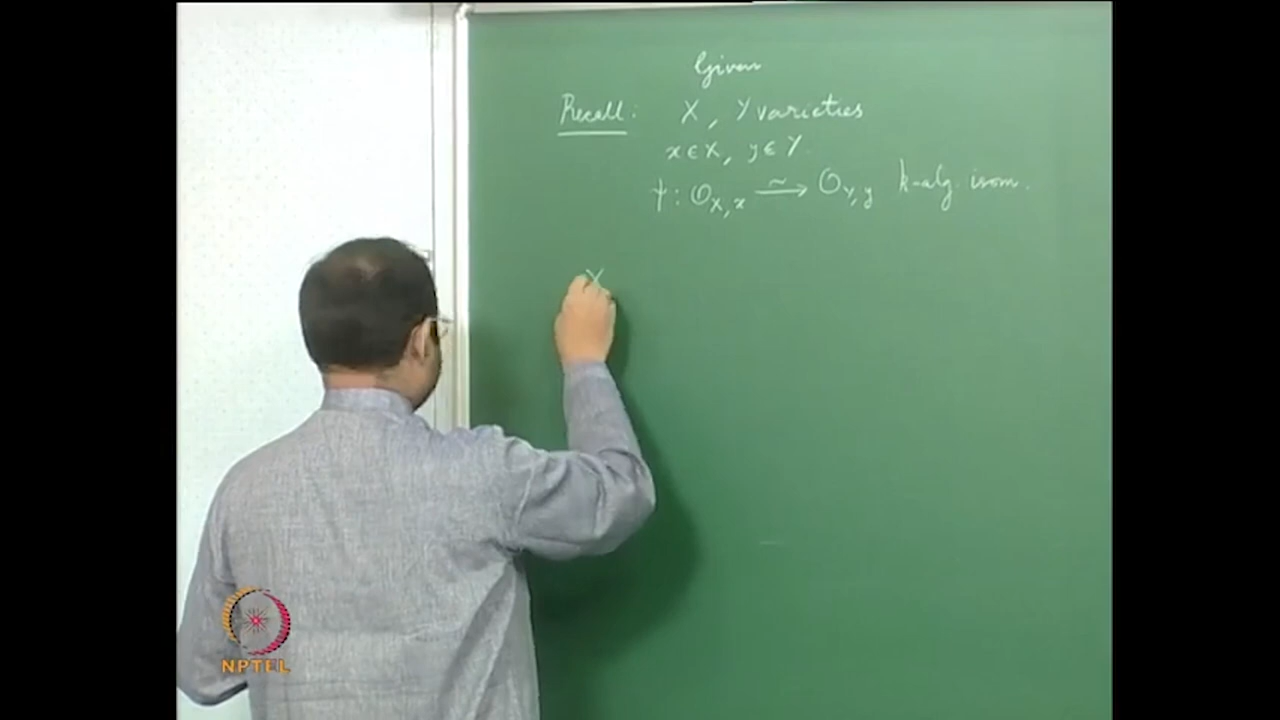 Given
Recall: X, Y varieties
x ∈ X, y ∈ Y.
ψ: 𝒪_{X,x} ⥲ 𝒪_{Y,y} k-alg. isom.
X
NPTEL